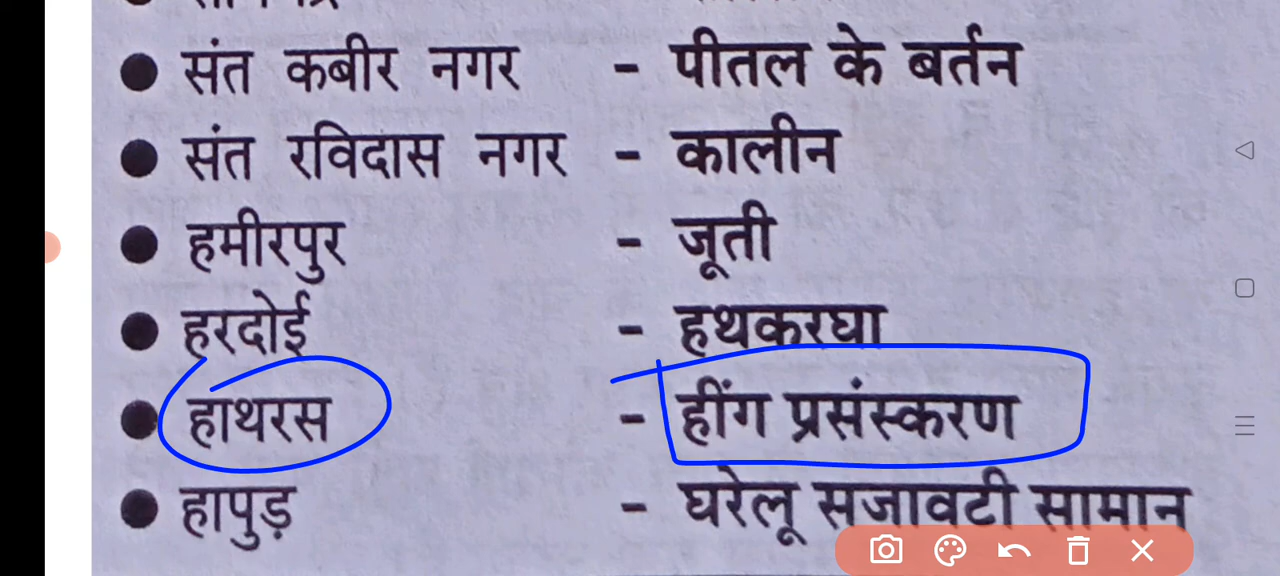 ● संत कबीर नगर - पीतल के बर्तन
● संत रविदास नगर - कालीन
● हमीरपुर - जूती
● हरदोई - हथकरघा
● हाथरस - हींग प्रसंस्करण
● हापुड़ - घरेलू सजावटी सामान